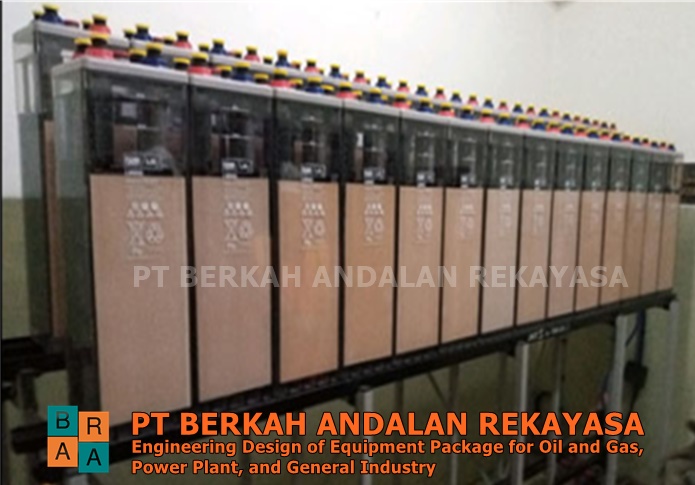 PT BERKAH ANDALAN REKAYASA
B R
A A
PT BERKAH ANDALAN REKAYASA
Engineering Design of Equipment Package for Oil and Gas,
Power Plant, and General Industry